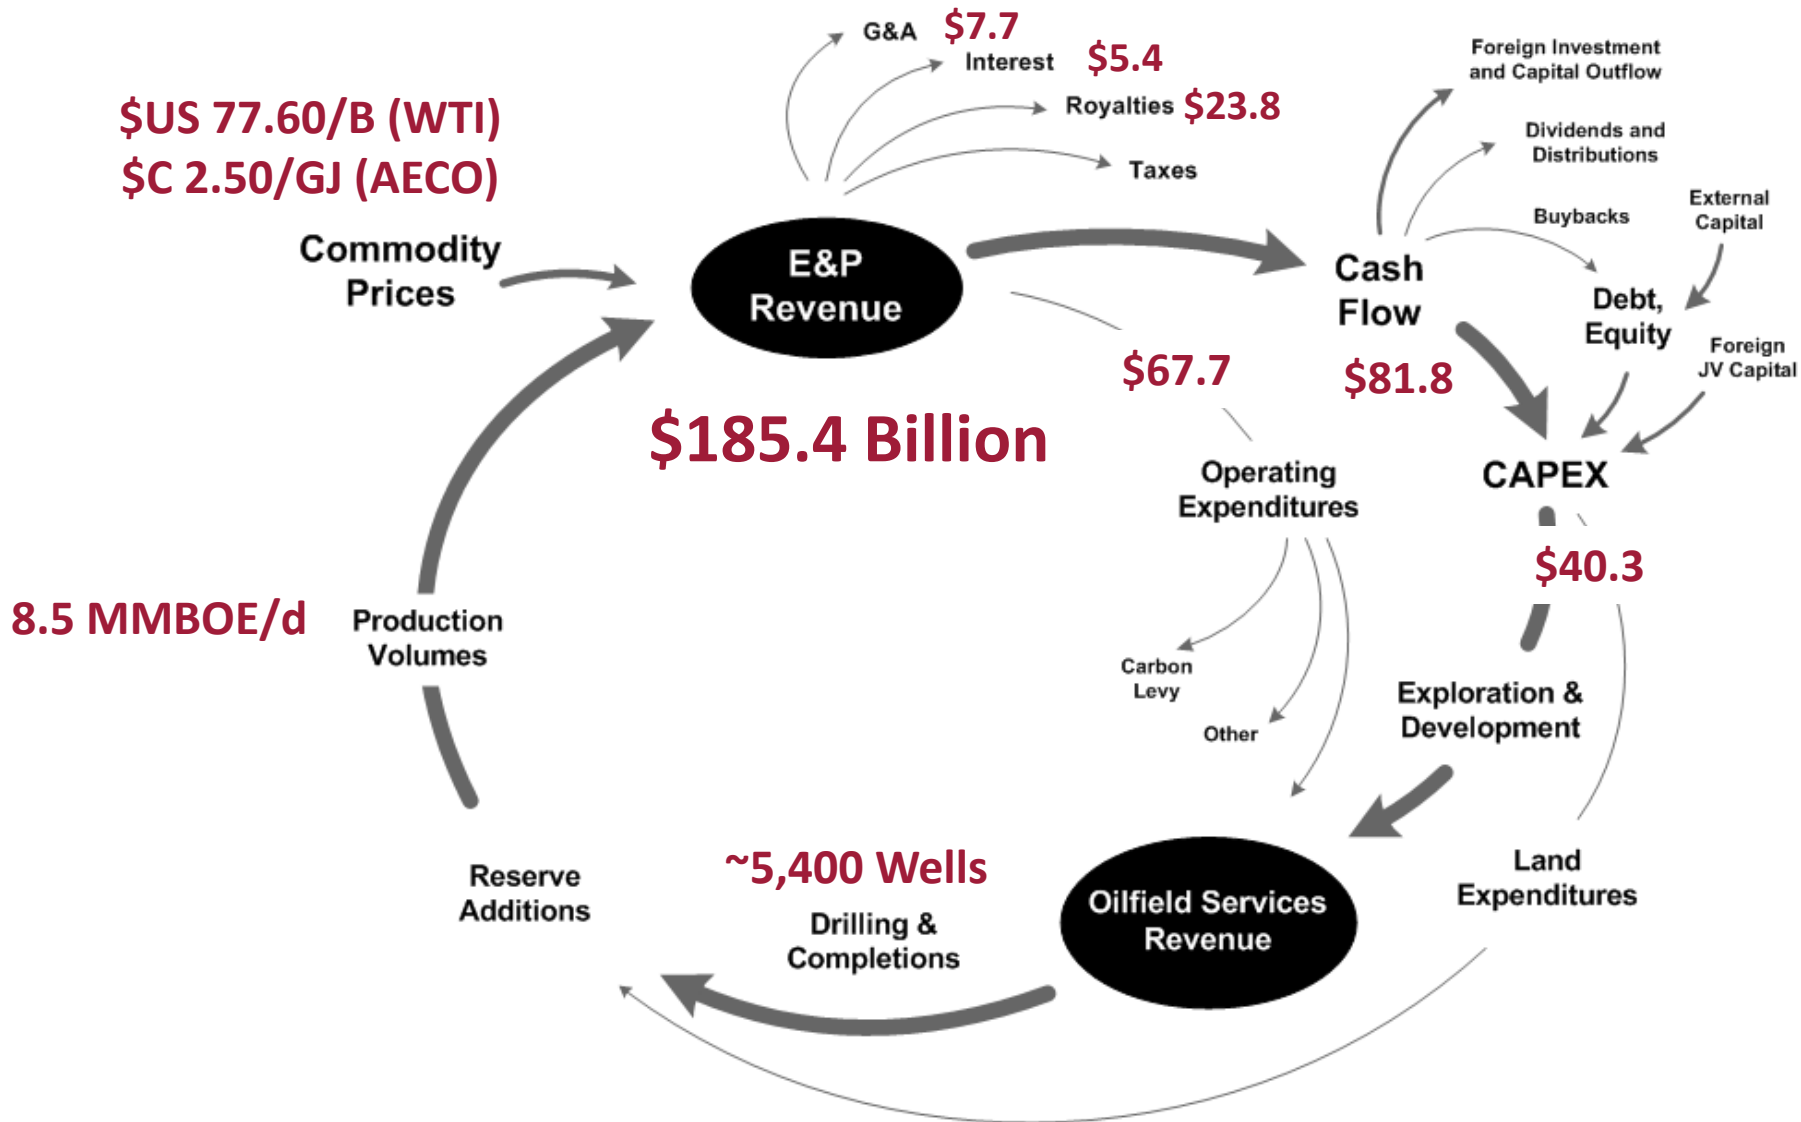 G&A
$7.7
Interest
$5.4
Royalties
$23.8
Taxes
$US 77.60/B (WTI)
$C 2.50/GJ (AECO)
Commodity
Prices
E&P
Revenue
$185.4 Billion
Foreign Investment
and Capital Outflow
Dividends and
Distributions
Buybacks
External
Capital
Cash
Flow
$81.8
Debt,
Equity
Foreign
JV Capital
$67.7
Operating
Expenditures
CAPEX
$40.3
Carbon
Levy
Other
Exploration &
Development
Land
Expenditures
Oilfield Services
Revenue
~5,400 Wells
Drilling &
Completions
Reserve
Additions
8.5 MMBOE/d
Production
Volumes